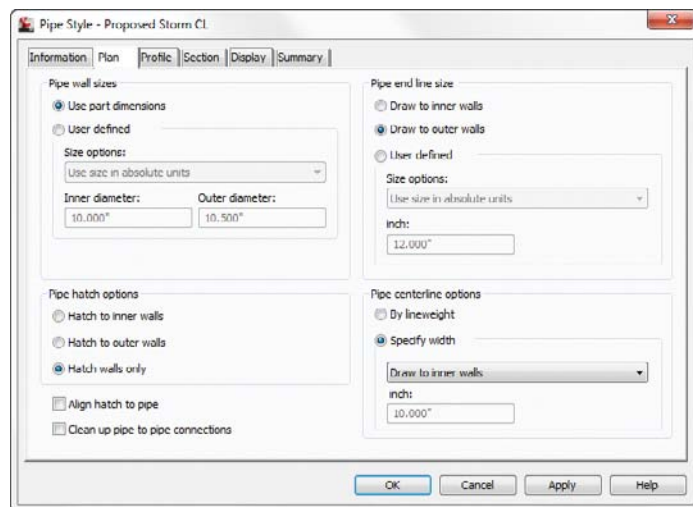 Pipe Style - Proposed Storm CL
Information Plan Profile Section Display Summary
Pipe wall sizes
Use part dimensions
User defined
Size options:
Use size in absolute units
Inner diameter: Outer diameter:
10.000" 10.500"
Pipe end line size
Draw to inner walls
Draw to outer walls
User defined
Size options:
Use size in absolute units
inch:
12.000"
Pipe hatch options
Hatch to inner walls
Hatch to outer walls
Hatch walls only
Align hatch to pipe
Clean up pipe to pipe connections
Pipe centerline options
By lineweight
Specify width
Draw to inner walls
inch:
10.000"
OK Cancel Apply Help